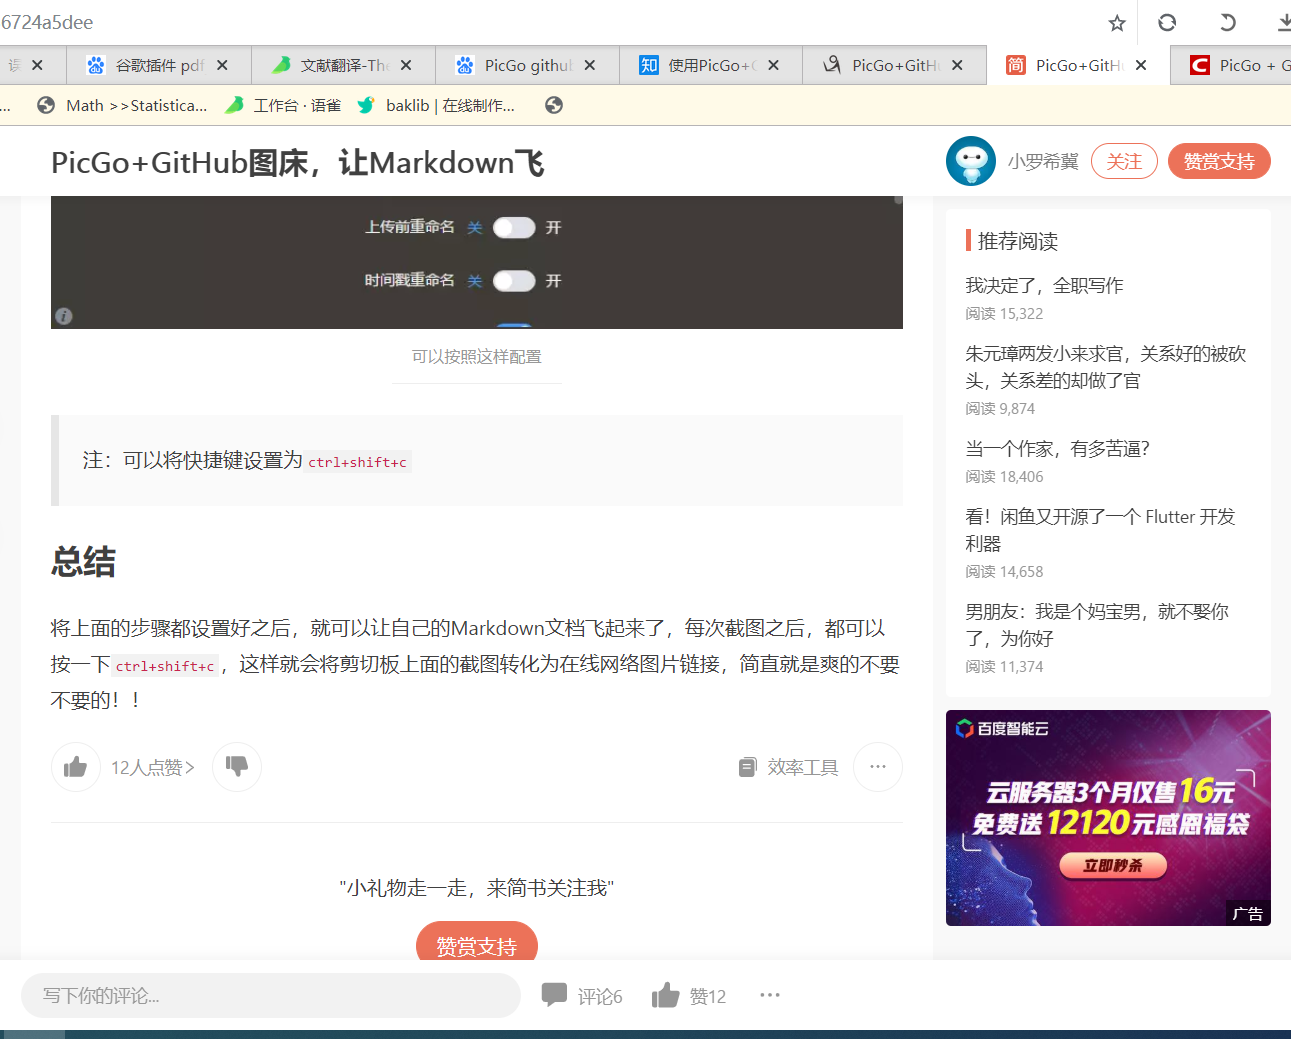 6724a5dee
谷歌插件 pdf
文献翻译-The
PicGo github
使用PicGo+G
PicGo+GitHu
PicGo+GitHu
PicGo + G
... Math >>Statistica... 工作台 · 语雀 baklib | 在线制作...
PicGo+GitHub图床，让Markdown飞
小罗希冀 关注 赞赏支持
上传前重命名 关 开
时间戳重命名 关 开
可以按照这样配置
注：可以将快捷键设置为 ctrl+shift+c
总结
将上面的步骤都设置好之后，就可以让自己的Markdown文档飞起来了，每次截图之后，都可以
按一下 ctrl+shift+c ，这样就会将剪切板上面的截图转化为在线网络图片链接，简直就是爽的不要
不要的！！
12人点赞>
效率工具
...
"小礼物走一走，来简书关注我"
赞赏支持
推荐阅读
我决定了，全职写作
阅读 15,322
朱元璋两发小来求官，关系好的被砍
头，关系差的却做了官
阅读 9,874
当一个作家，有多苦逼？
阅读 18,406
看！闲鱼又开源了一个 Flutter 开发
利器
阅读 14,658
男朋友：我是个妈宝男，就不娶你
了，为你好
阅读 11,374
百度智能云
云服务器3个月仅售16元
免费送12120元感恩福袋
立即秒杀
广告
写下你的评论...
评论6
赞12
...